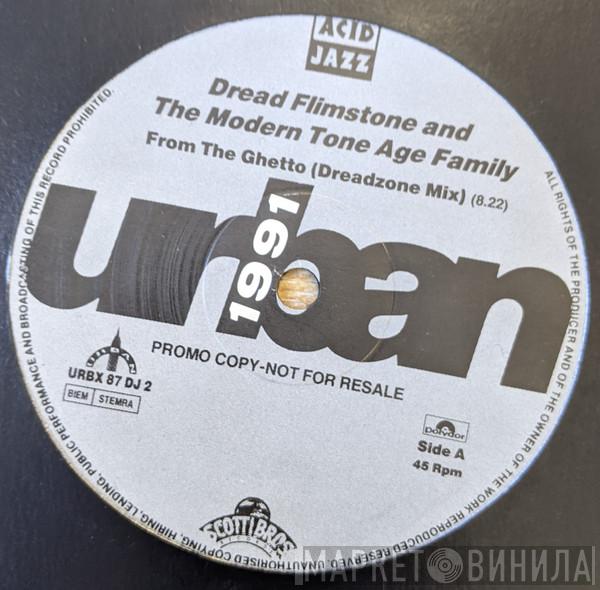 ACID
JAZZ
Dread Flimstone and
The Modern Tone Age Family
From The Ghetto (Dreadzone Mix) (8.22)
urban
1991
PROMO COPY-NOT FOR RESALE
URBX 87 DJ 2
BIEM STEMRA
polydor
Side A
45 Rpm
SCOTTI BROS
ALL RIGHTS OF THE PRODUCER AND OF THE OWNER OF THE WORK REPRODUCED RESERVED. UNAUTHORISED COPYING, HIRING, LENDING, PUBLIC PERFORMANCE AND BROADCASTING OF THIS RECORD PROHIBITED.
МАРКЕТ ВИНИЛА